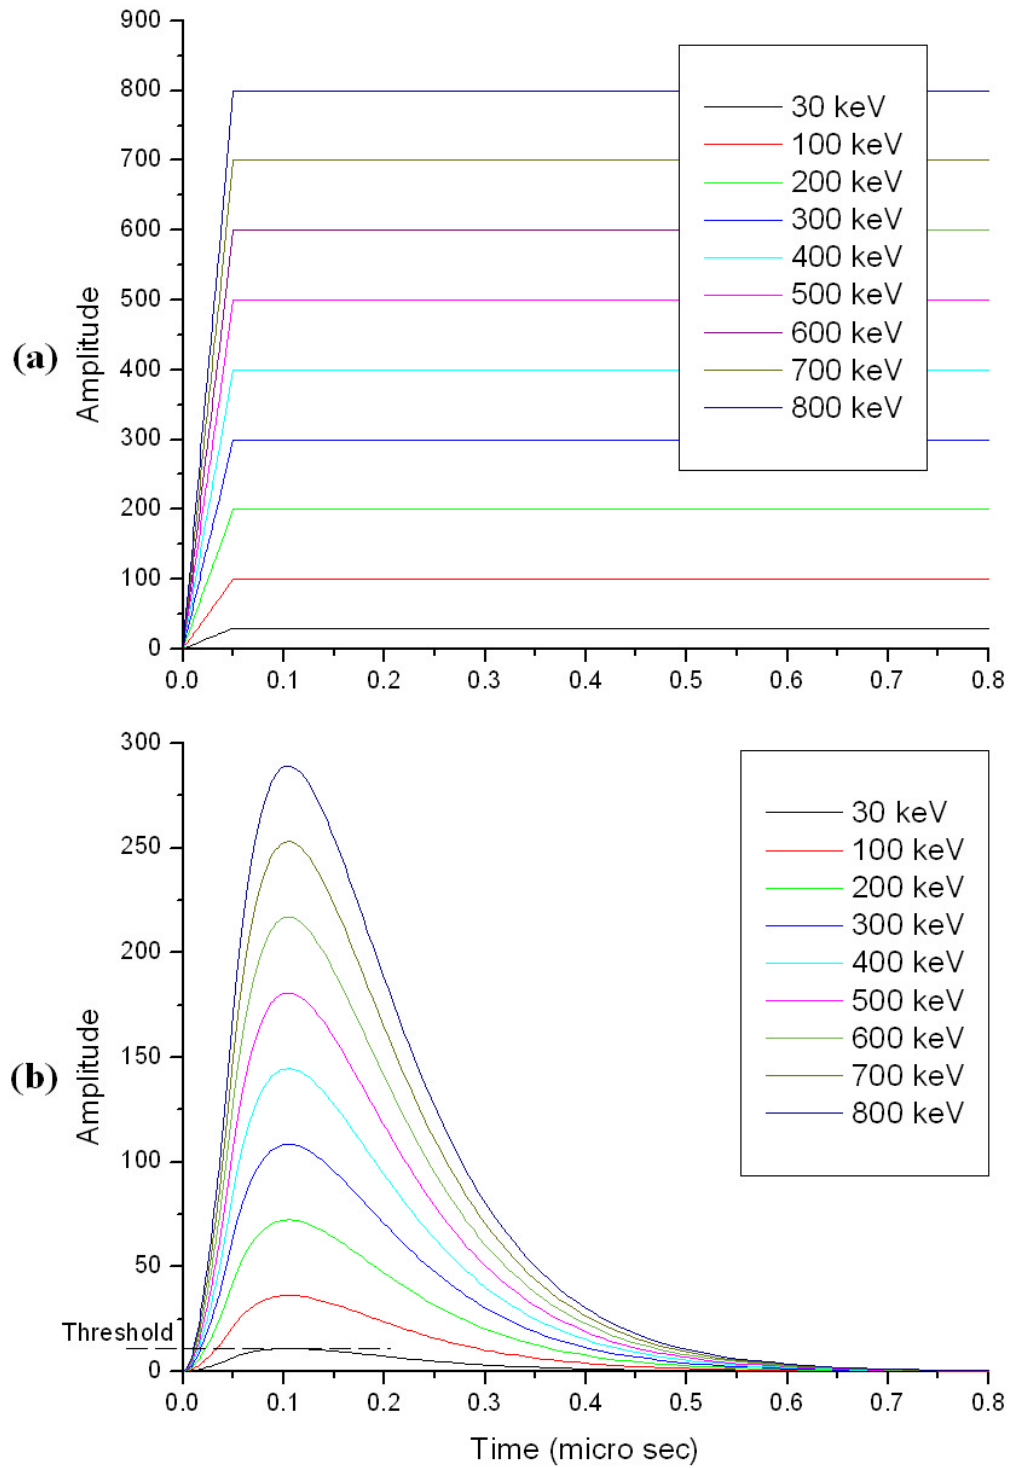 900
800
700
600
500
400
300
200
100
0
Amplitude
(a)
30 keV
100 keV
200 keV
300 keV
400 keV
500 keV
600 keV
700 keV
800 keV
0.0 0.1 0.2 0.3 0.4 0.5 0.6 0.7 0.8
300
250
200
150
100
50
0
Amplitude
(b)
Threshold
30 keV
100 keV
200 keV
300 keV
400 keV
500 keV
600 keV
700 keV
800 keV
0.0 0.1 0.2 0.3 0.4 0.5 0.6 0.7 0.8
Time (micro sec)